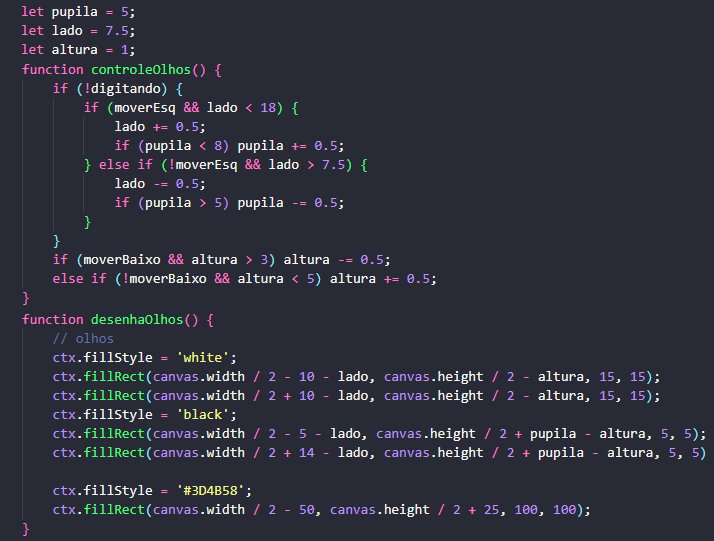 let pupila = 5;
let lado = 7.5;
let altura = 1;
function controleOlhos() {
    if (!digitando) {
        if (moverEsq && lado < 18) {
            lado += 0.5;
            if (pupila < 8) pupila += 0.5;
        } else if (!moverEsq && lado > 7.5) {
            lado -= 0.5;
            if (pupila > 5) pupila -= 0.5;
        }
    }
    if (moverBaixo && altura > 3) altura -= 0.5;
    else if (!moverBaixo && altura < 5) altura += 0.5;
}
function desenhaOlhos() {
    // olhos
    ctx.fillStyle = 'white';
    ctx.fillRect(canvas.width / 2 - 10 - lado, canvas.height / 2 - altura, 15, 15);
    ctx.fillRect(canvas.width / 2 + 10 - lado, canvas.height / 2 - altura, 15, 15);
    ctx.fillStyle = 'black';
    ctx.fillRect(canvas.width / 2 - 5 - lado, canvas.height / 2 + pupila - altura, 5, 5);
    ctx.fillRect(canvas.width / 2 + 14 - lado, canvas.height / 2 + pupila - altura, 5, 5)
    ctx.fillStyle = '#3D4B58';
    ctx.fillRect(canvas.width / 2 - 50, canvas.height / 2 + 25, 100, 100);
}